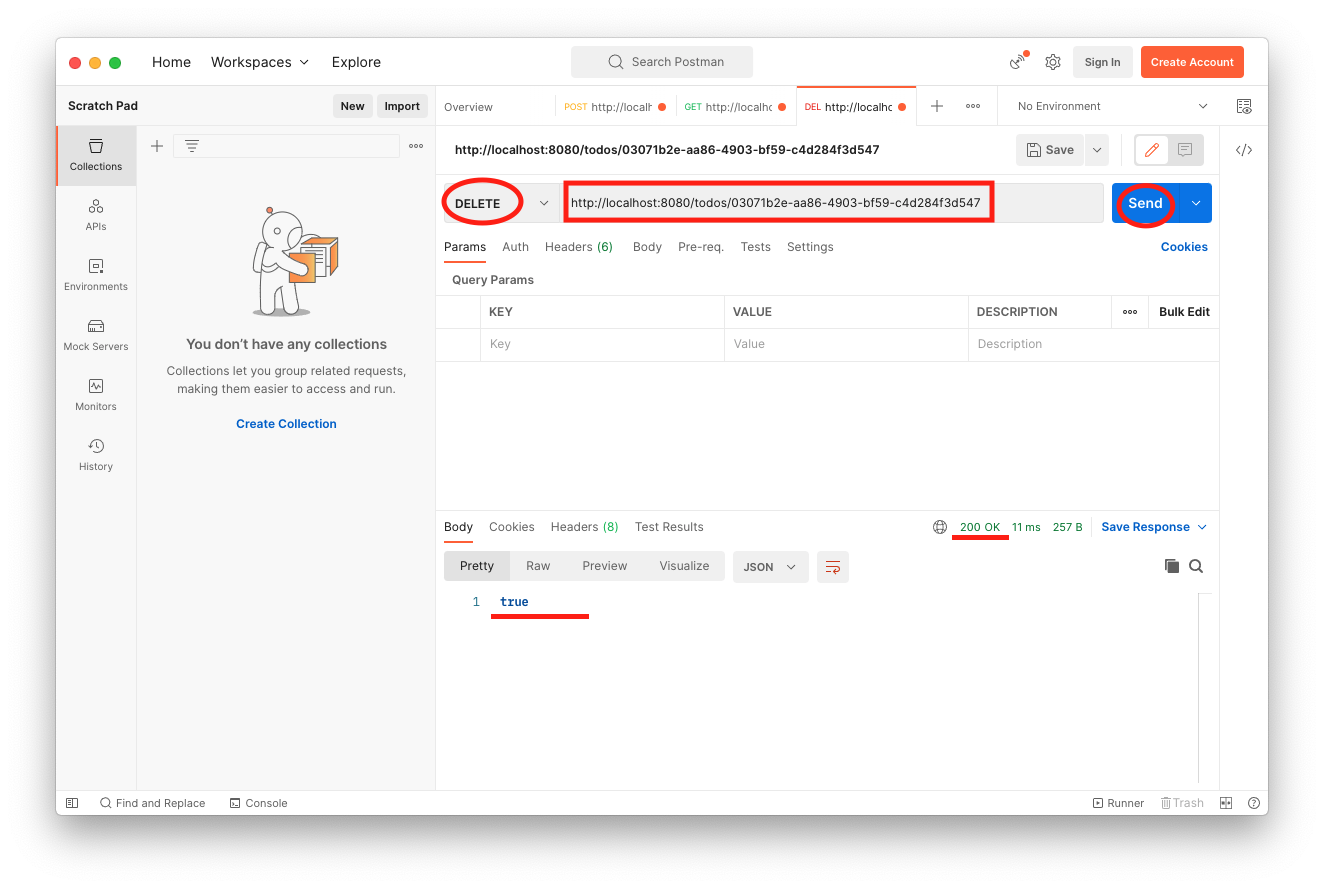 Home Workspaces Explore Search Postman Sign In Create Account
Scratch Pad New Import
Overview POST http://localh GET http://localhc DEL http://localhc No Environment
Collections
APIs
Environments
Mock Servers
Monitors
History
You don't have any collections
Collections let you group related requests,
making them easier to access and run.
Create Collection
http://localhost:8080/todos/03071b2e-aa86-4903-bf59-c4d284f3d547 Save
DELETE http://localhost:8080/todos/03071b2e-aa86-4903-bf59-c4d284f3d547 Send
Params Auth Headers (6) Body Pre-req. Tests Settings Cookies
Query Params
KEY VALUE DESCRIPTION Bulk Edit
Key Value Description
Body Cookies Headers (8) Test Results 200 OK 11 ms 257 B Save Response
Pretty Raw Preview Visualize JSON
1 true
Find and Replace Console Runner Trash